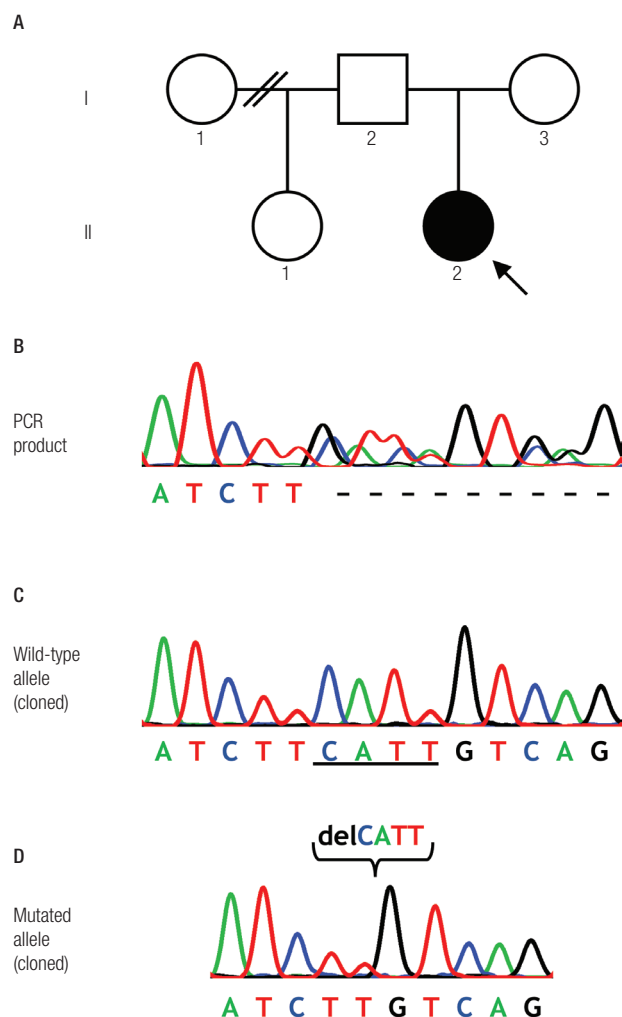 A
I
1
2
3
II
1
2
B
PCR
product
A T C T T - - - - - - - -
C
Wild-type
allele
(cloned)
A T C T T C A T T G T C A G
delCATT
D
Mutated
allele
(cloned)
A T C T T G T C A G